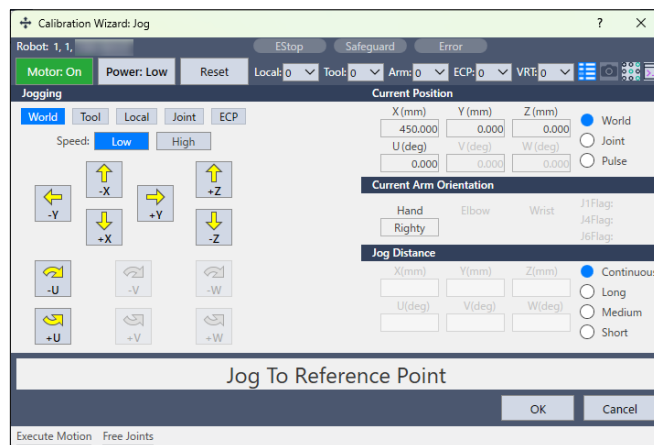 Calibration Wizard: Jog
?
Robot: 1, 1,
EStop Safeguard Error
Motor: On Power: Low Reset Local: 0 Tool: 0 Arm: 0 ECP: 0 VRT: 0
Jogging
Current Position
World Tool Local Joint ECP
Speed: Low High
X (mm) Y (mm) Z (mm)
450.000 0.000 0.000
U (deg) V (deg) W (deg)
0.000 0.000 0.000
World
Joint
Pulse
-X +Z
-Y +Y
+X -Z
-U -V -W
+U +V +W
Current Arm Orientation
Hand Elbow Wrist
Righty
J1Flag:
J4Flag:
J6Flag:
Jog Distance
X(mm) Y(mm) Z(mm)
U(deg) V(deg) W(deg)
Continuous
Long
Medium
Short
Jog To Reference Point
OK Cancel
Execute Motion Free Joints